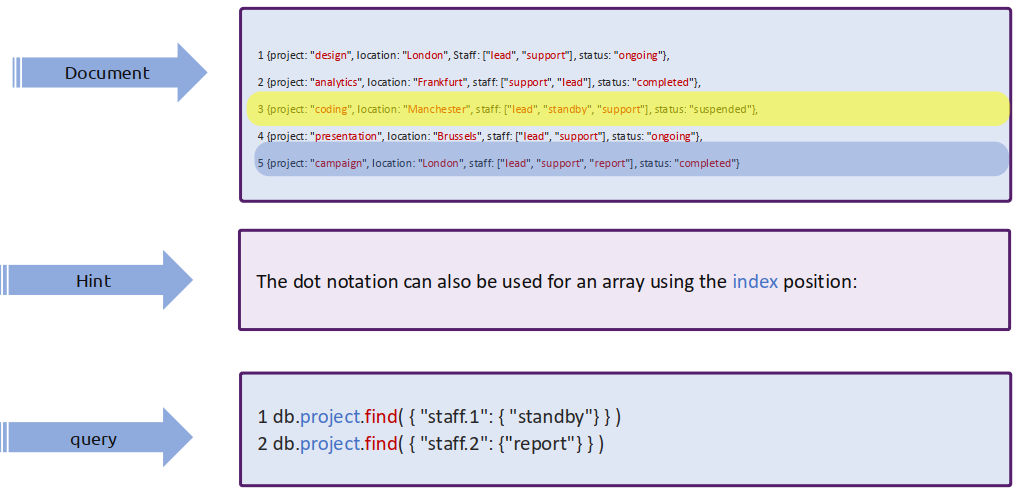 Document
1 {project: "design", location: "London", Staff: ["lead", "support"], status: "ongoing"},
2 {project: "analytics", location: "Frankfurt", staff: ["support", "lead"], status: "completed"},
3 {project: "coding", location: "Manchester", staff: ["lead", "standby", "support"], status: "suspended"},
4 {project: "presentation", location: "Brussels", staff: ["lead, "support"], status: "ongoing"},
5 {project: "campaign", location: "London", staff: ["lead", "support", "report"], status: "completed"}
Hint
The dot notation can also be used for an array using the index position:
query
1 db.project.find( { "staff.1": { "standby"} } )
2 db.project.find( { "staff.2": {"report"} } )